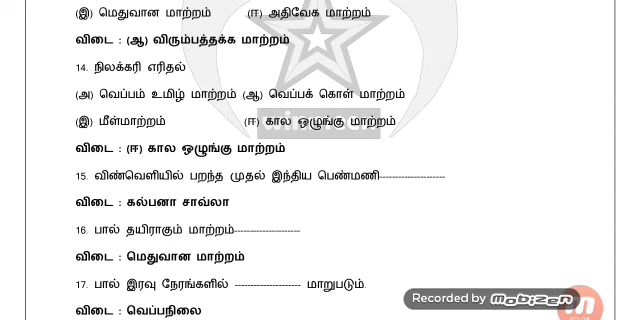 (இ) மெதுவான மாற்றம் (ஈ) அதிவேக மாற்றம்
விடை : (ஆ) விரும்பத்தக்க மாற்றம்
14. நிலக்கரி எரிதல்
(அ) வெப்பம் உமிழ் மாற்றம் (ஆ) வெப்பக் கொள் மாற்றம்
(இ) மீள்மாற்றம் (ஈ) கால ஒழுங்கு மாற்றம்
விடை : (ஈ) கால ஒழுங்கு மாற்றம்
15. விண்வெளியில் பறந்த முதல் இந்திய பெண்மணி---------------------
விடை : கல்பனா சாவ்லா
16. பால் தயிராகும் மாற்றம்---------------------
விடை : மெதுவான மாற்றம்
17. பால் இரவு நேரங்களில் --------------------- மாறுபடும்.
Recorded by MOBIZEN
விடை : வெப்பநிலை